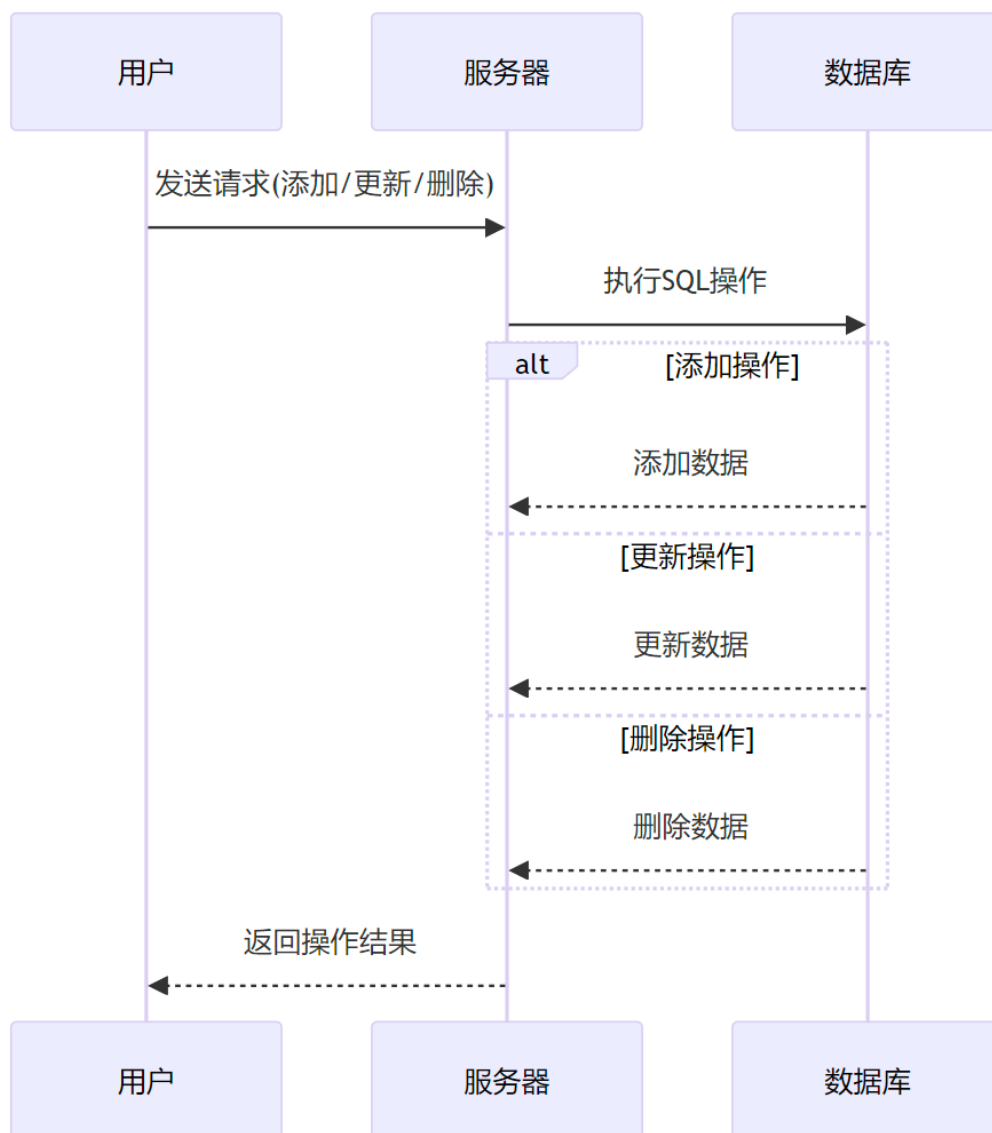 用户
服务器
数据库
发送请求(添加/更新/删除)
执行SQL操作
alt
[添加操作]
添加数据
[更新操作]
更新数据
[删除操作]
删除数据
返回操作结果
用户
服务器
数据库